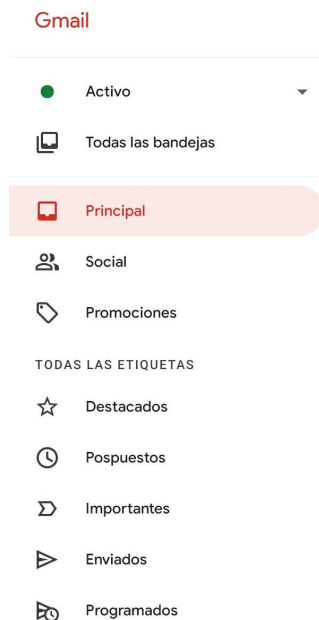 Gmail
Activo
Todas las bandejas
Principal
Social
Promociones
TODAS LAS ETIQUETAS
Destacados
Pospuestos
Importantes
Enviados
Programados